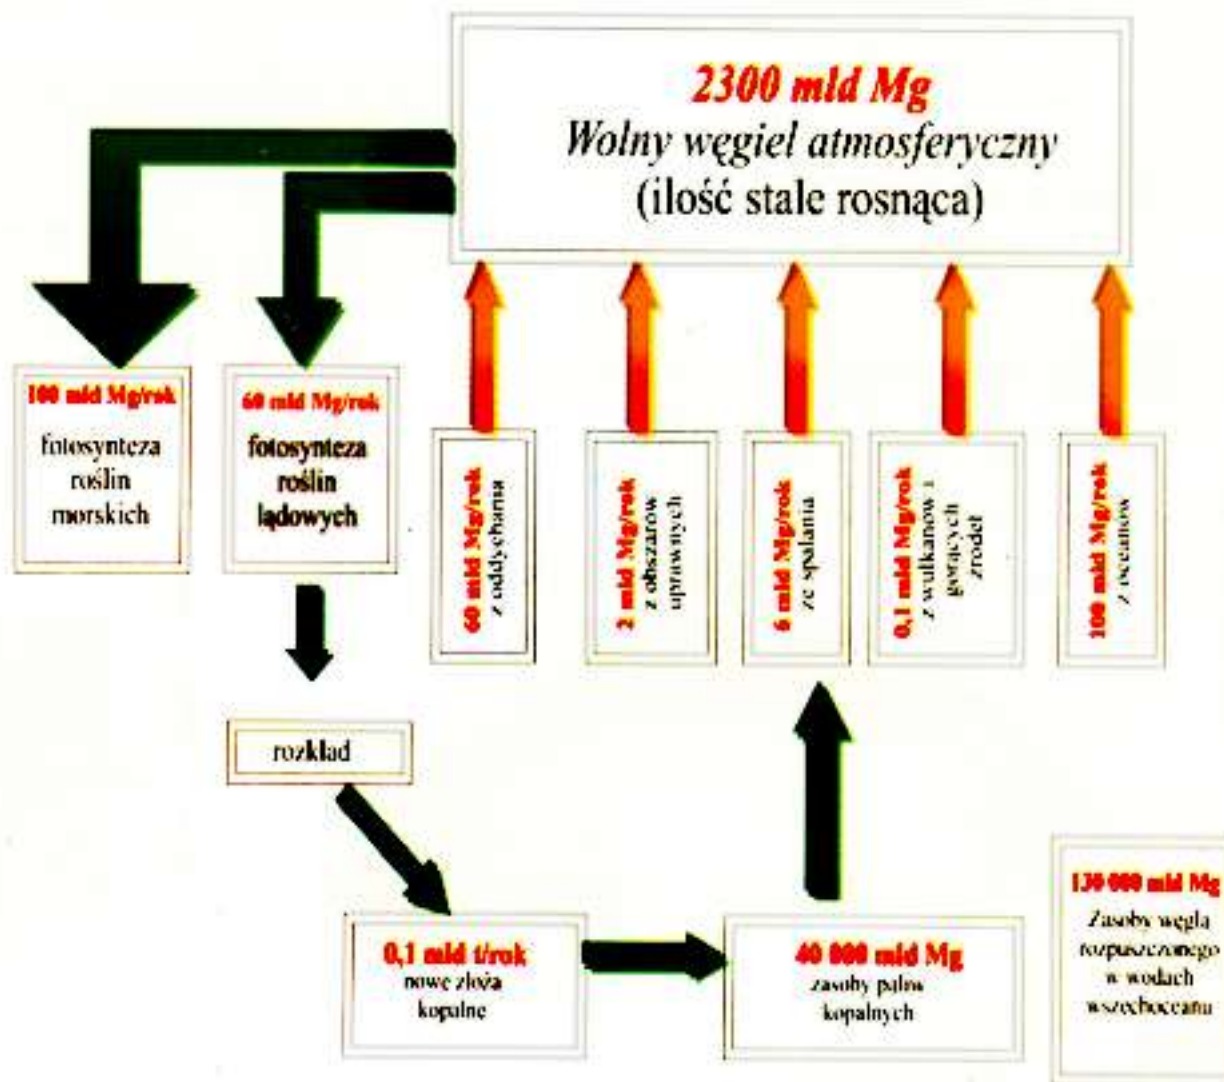 2300 mld Mg
Wolny węgiel atmosferyczny
(ilość stale rosnąca)
100 mld Mg/rok
fotosynteza
roślin
morskich
60 mld Mg/rok
fotosynteza
roślin
lądowych
60 mld Mg/rok
z oddychania
2 mld Mg/rok
z obszarów
uprawnych
6 mld Mg/rok
ze spalania
0,1 mld Mg/rok
z wulkanów i
gorących
źródeł
100 mld Mg/rok
z oceanów
rozkład
0,1 mld t/rok
nowe złoża
kopalne
40 000 mld Mg
zasoby paliw
kopalnych
130 000 mld Mg
Zasoby węgla
rozpuszczonego
w wodach
wszechoceanu